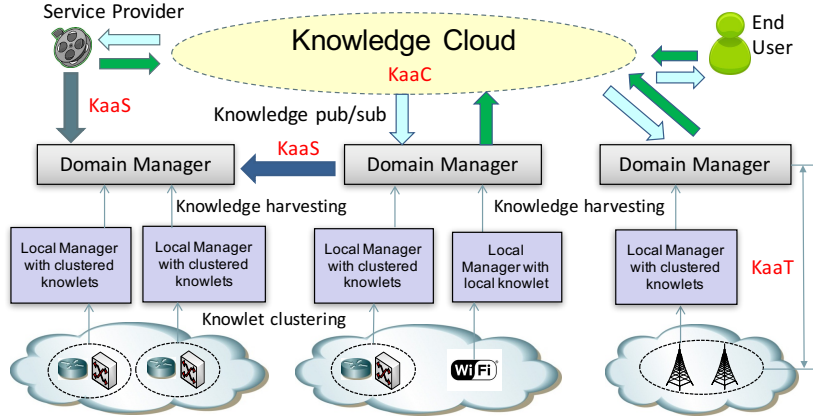 Service Provider
Knowledge Cloud
KaaC
End
User
KaaS
Knowledge pub/sub
Domain Manager
KaaS
Domain Manager
Domain Manager
Knowledge harvesting
Knowledge harvesting
Local Manager
with clustered
knowlets
Local Manager
with clustered
knowlets
Local Manager
with clustered
knowlets
Local
Manager with
local knowlet
Local Manager
with clustered
knowlets
KaaT
Knowlet clustering
WiFi